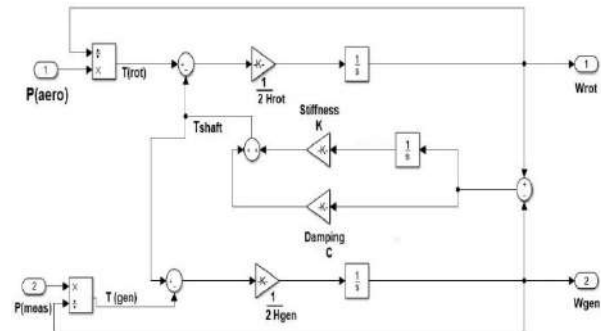 ÷
×
1
P(aero)
T(rot)
-K-
1
2 Hrot
1
s
1
Wrot
Tshaft
Stiffness
K
-K-
1
s
-K-
Damping
C
2
P(meas)
×
÷
T (gen)
-K-
1
2 Hgen
1
s
2
Wgen